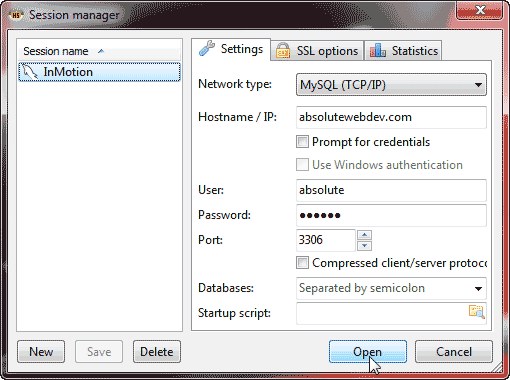 HS Session manager
Session name
InMotion
Settings SSL options Statistics
Network type: MySQL (TCP/IP)
Hostname / IP: absolutewebdev.com
Prompt for credentials
Use Windows authentication
User: absolute
Password: ●●●●●●
Port: 3306
Compressed client/server protoco
Databases: Separated by semicolon
Startup script:
New Save Delete Open Cancel